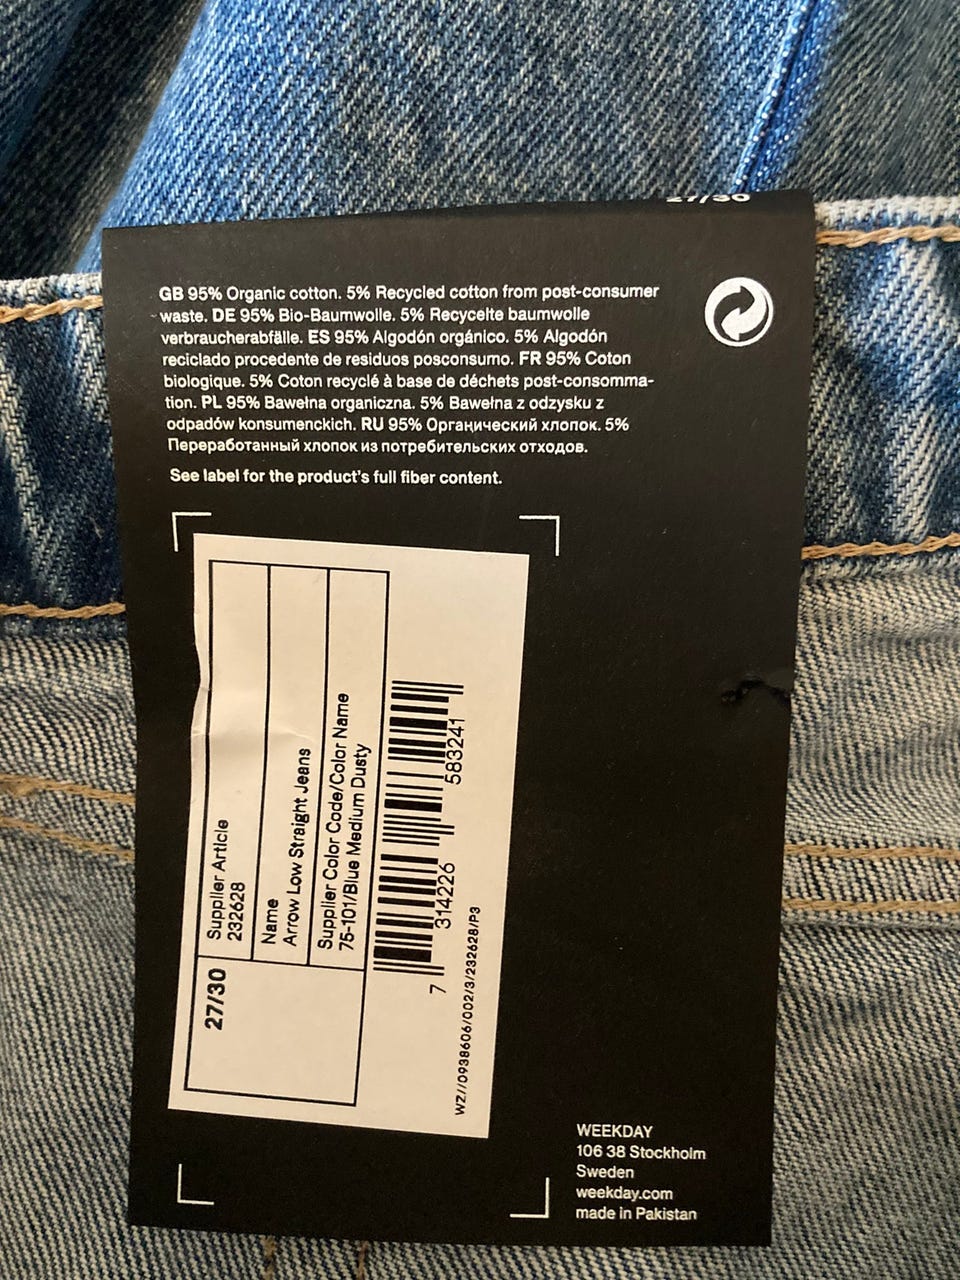 27/30
GB 95% Organic cotton. 5% Recycled cotton from post-consumer
waste. DE 95% Bio-Baumwolle. 5% Recycelte baumwolle
verbraucherabfälle. ES 95% Algodón orgánico. 5% Algodón
reciclado procedente de residuos posconsumo. FR 95% Coton
biologique. 5% Coton recyclé à base de déchets post-consomma-
tion. PL 95% Bawełna organiczna. 5% Bawełna z odzysku z
odpadów konsumenckich. RU 95% Органический хлопок. 5%
Переработанный хлопок из потребительских отходов.
See label for the product's full fiber content.
27/30
Supplier Article
232628
Name
Arrow Low Straight Jeans
Supplier Color Code/Color Name
75-101/Blue Medium Dusty
7 314226 583241
WZ//0938606/002/3/232628/P3
WEEKDAY
106 38 Stockholm
Sweden
weekday.com
made in Pakistan